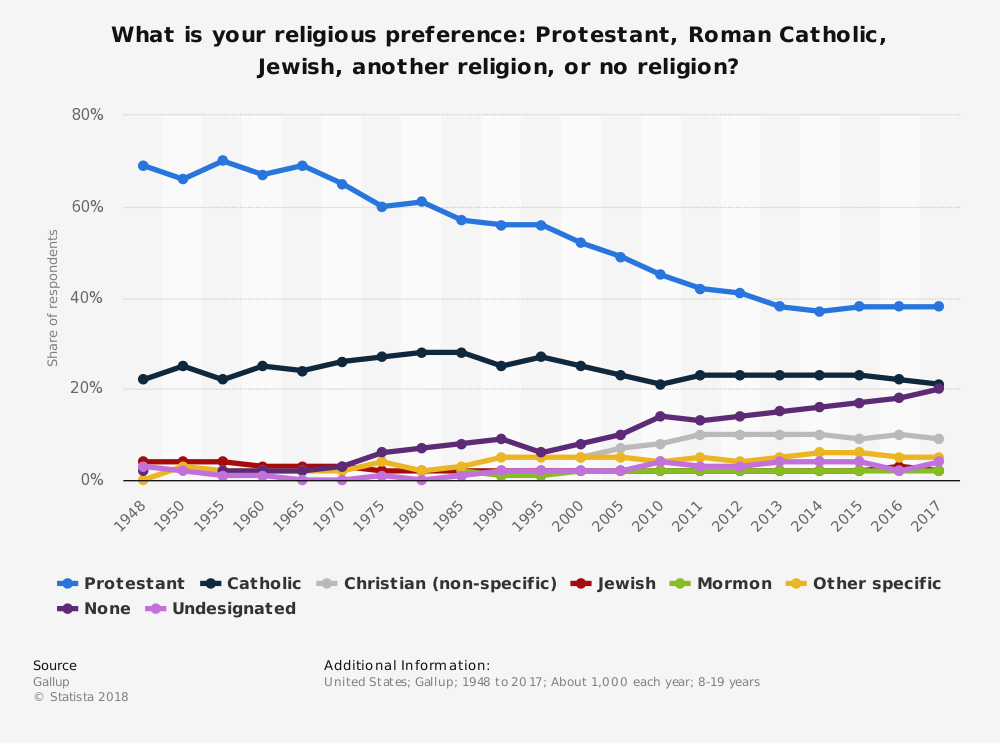 What is your religious preference: Protestant, Roman Catholic,
Jewish, another religion, or no religion?
80%
60%
40%
20%
0%
Share of respondents
1948 1950 1955 1960 1965 1970 1975 1980 1985 1990 1995 2000 2005 2010 2011 2012 2013 2014 2015 2016 2017
Protestant Catholic Christian (non-specific) Jewish Mormon Other specific
None Undesignated
Source
Gallup
© Statista 2018
Additional Information:
United States; Gallup; 1948 to 2017; About 1,000 each year; 8-19 years